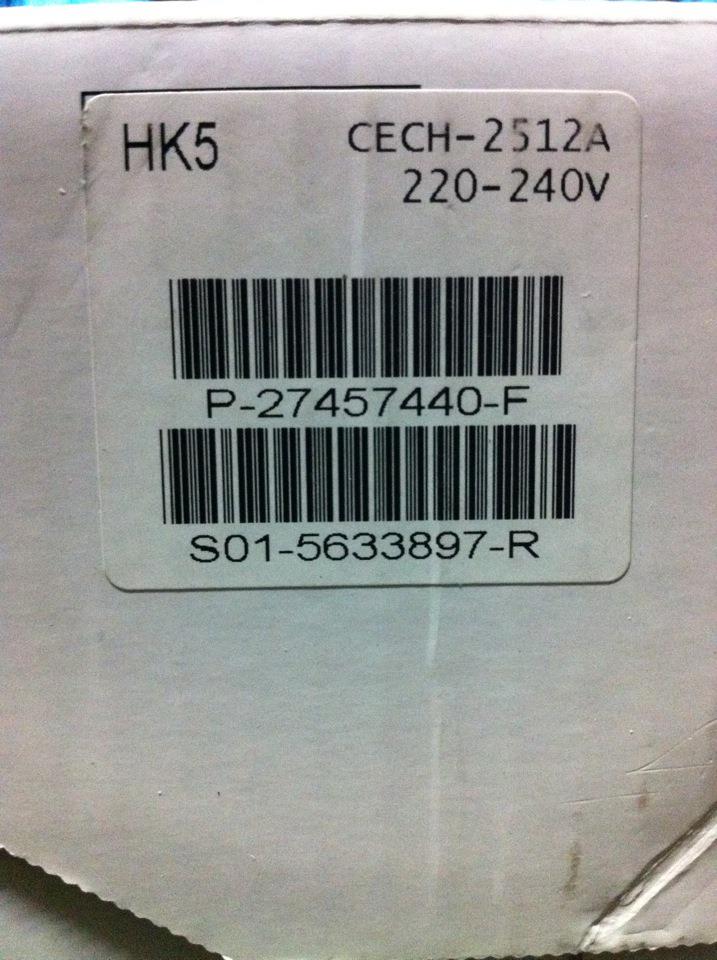 HK5
CECH-2512A
220-240V
P-27457440-F
S01-5633897-R